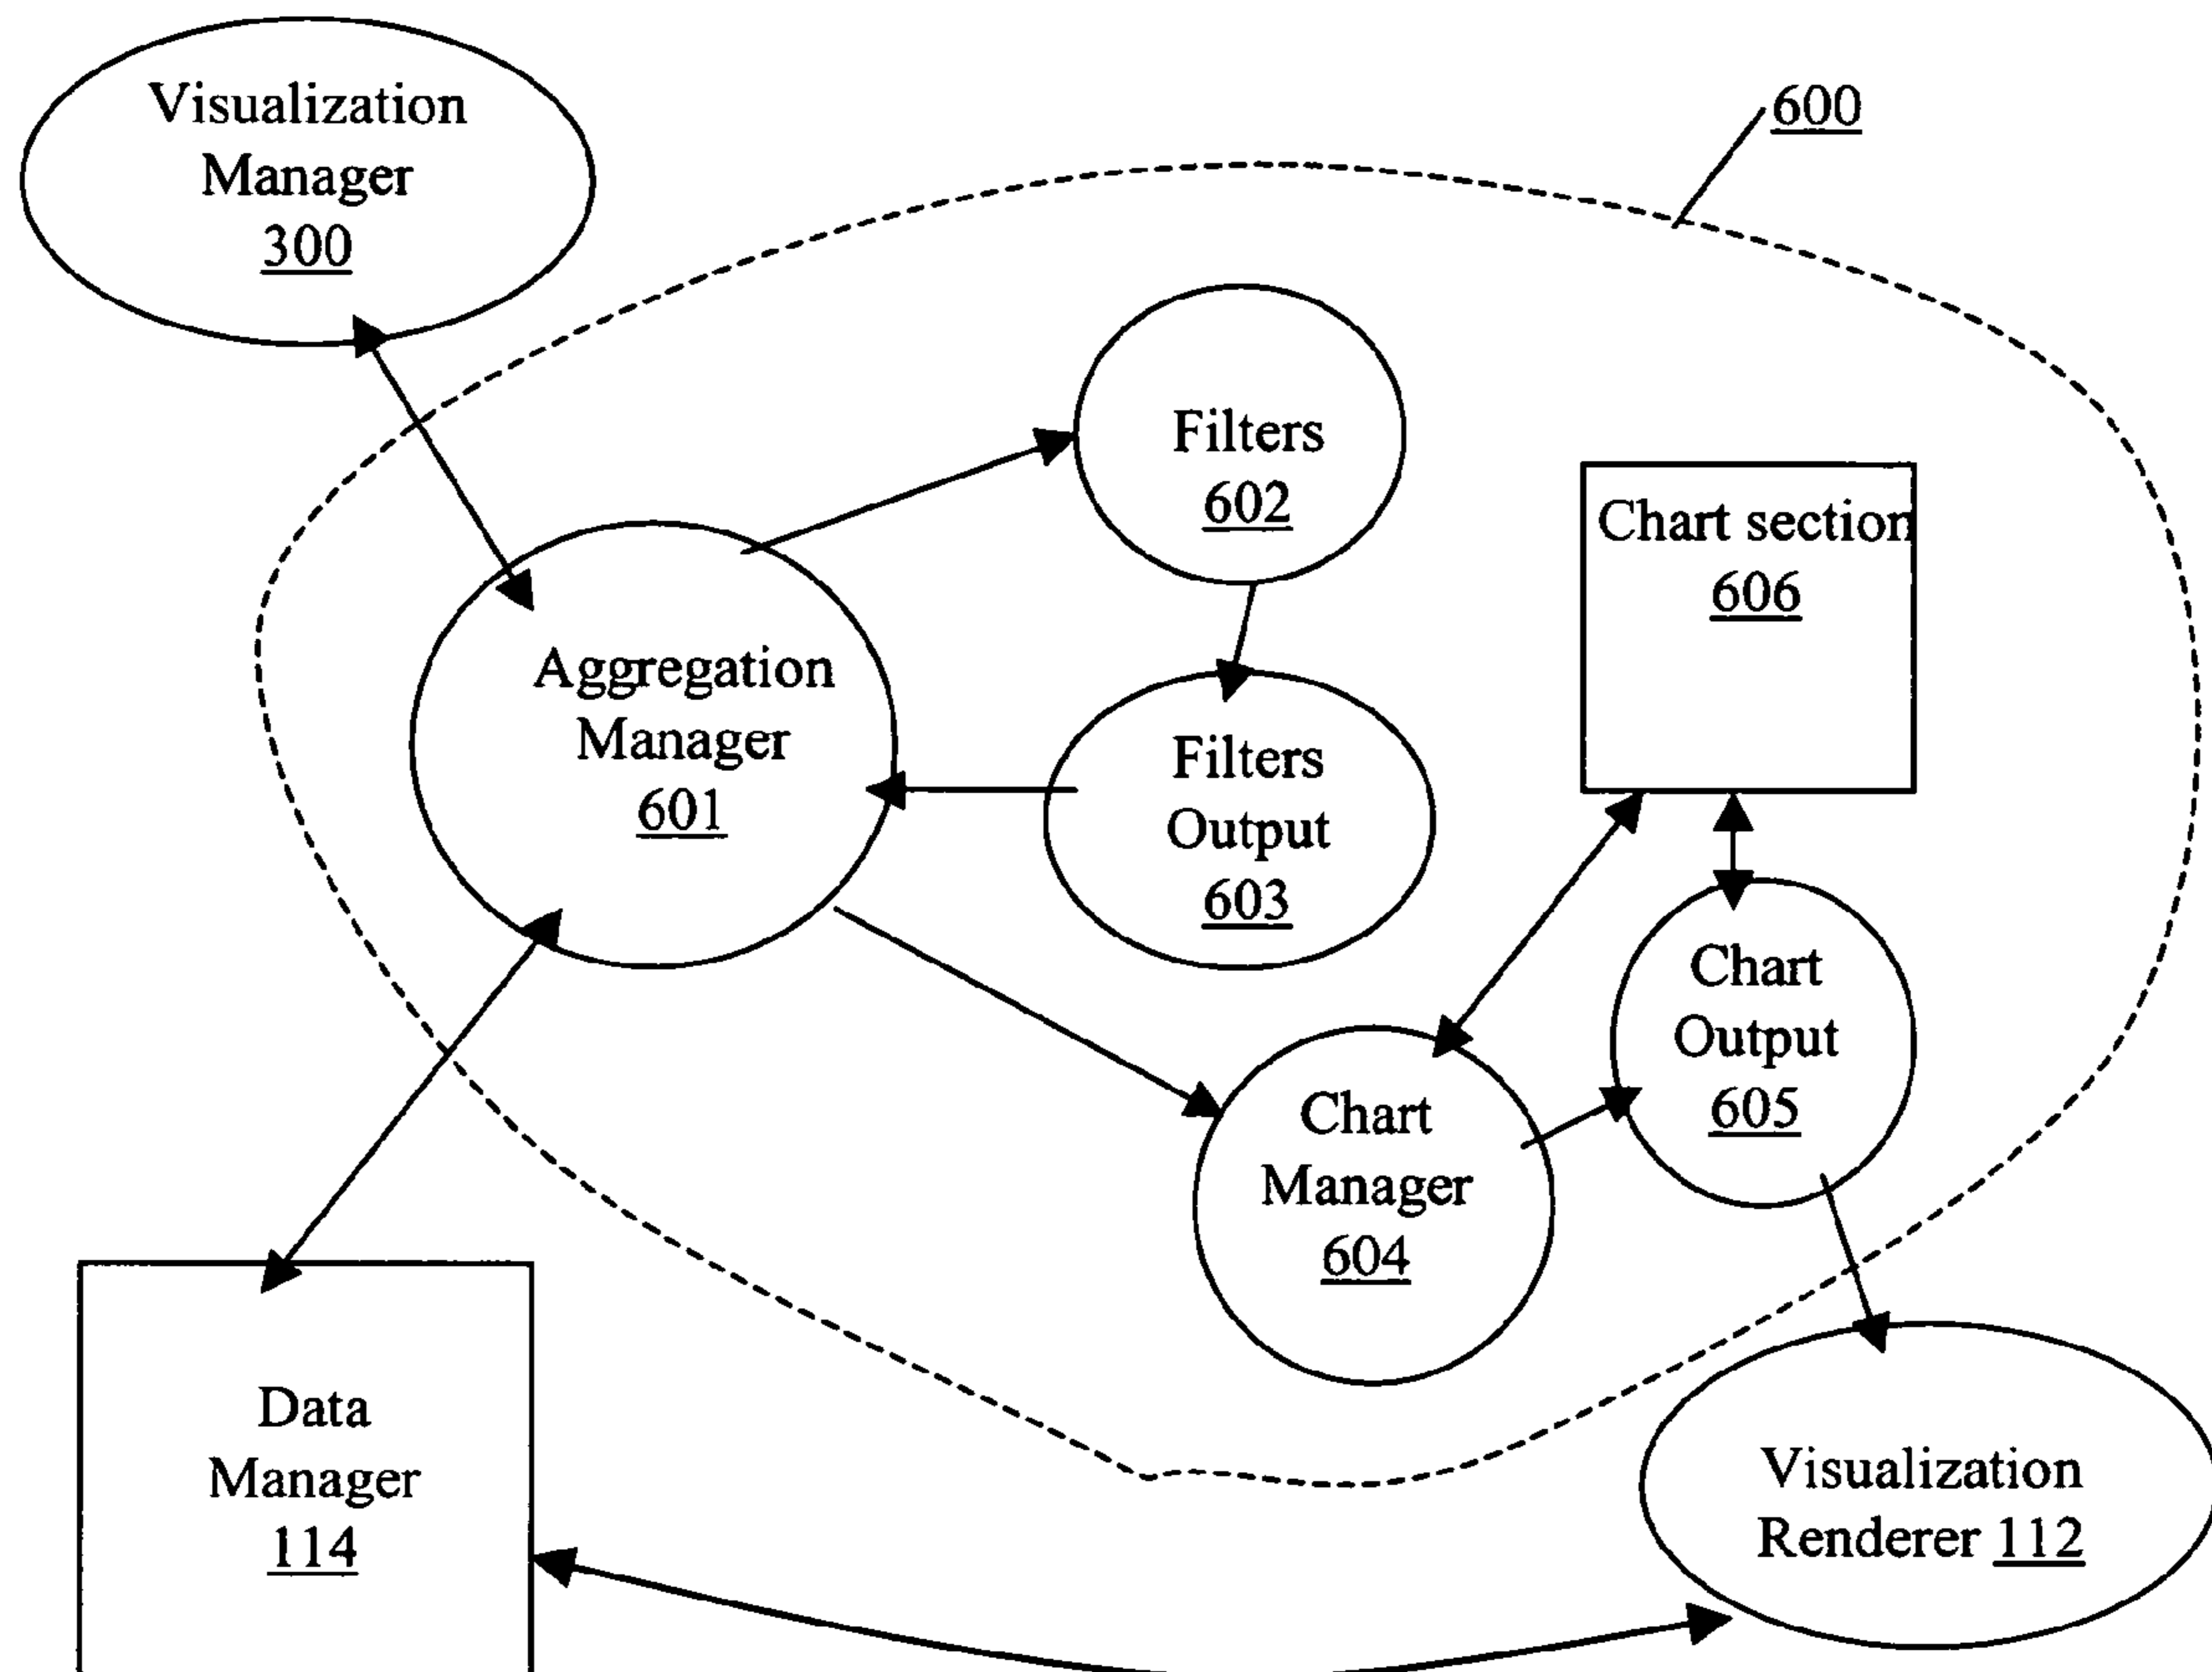 Visualization
Manager
300
600
Filters
602
Chart section
606
Aggregation
Manager
601
Filters
Output
603
Chart
Output
605
Chart
Manager
604
Data
Manager
114
Visualization
Renderer 112